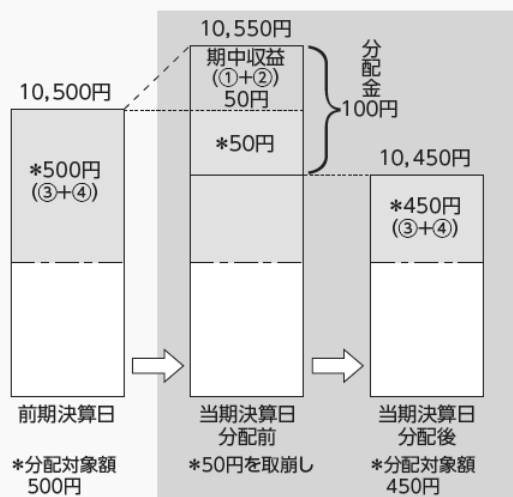 10,500円
*500円
(③+④)
前期決算日
*分配対象額
500円
10,550円
期中収益
(①+②)
50円
*50円
分配金
100円
当期決算日
分配前
*50円を取崩し
10,450円
*450円
(③+④)
当期決算日
分配後
*分配対象額
450円